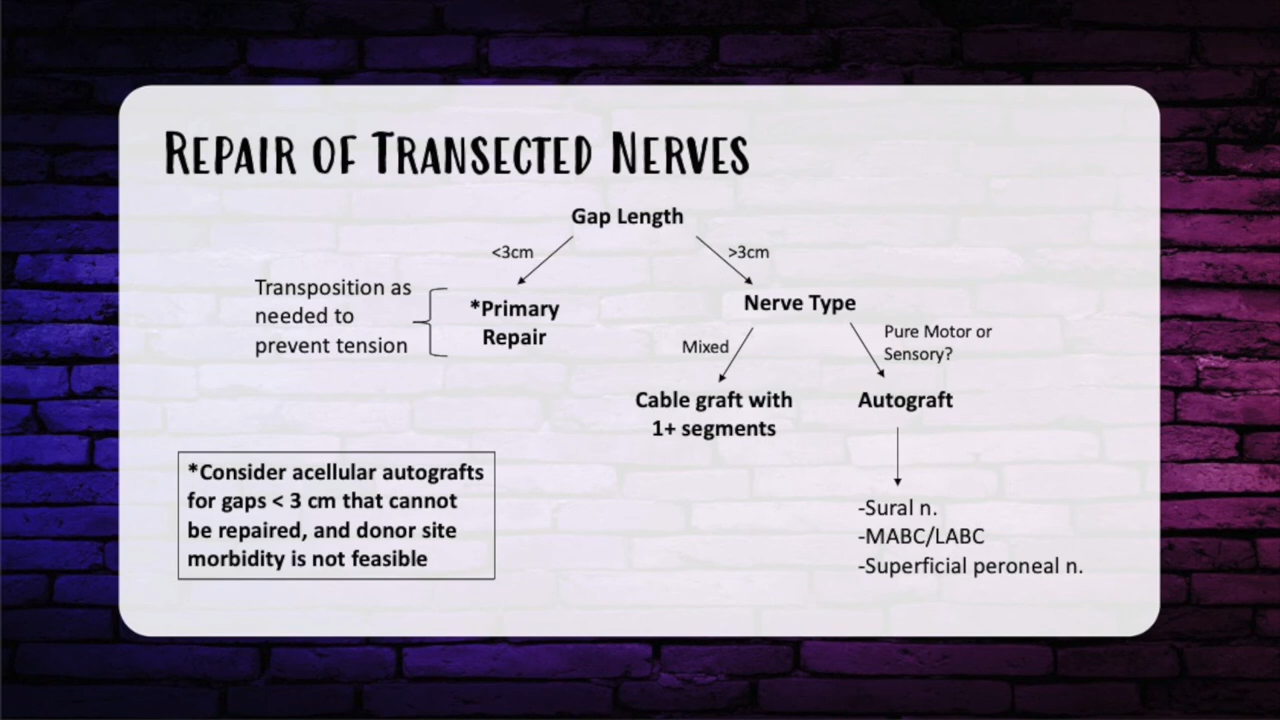 Repair of Transected Nerves
Gap Length
<3cm
>3cm
Transposition as
needed to
prevent tension
*Primary
Repair
Nerve Type
Mixed
Pure Motor or
Sensory?
Cable graft with
1+ segments
Autograft
*Consider acellular autografts
for gaps < 3 cm that cannot
be repaired, and donor site
morbidity is not feasible
-Sural n.
-MABC/LABC
-Superficial peroneal n.